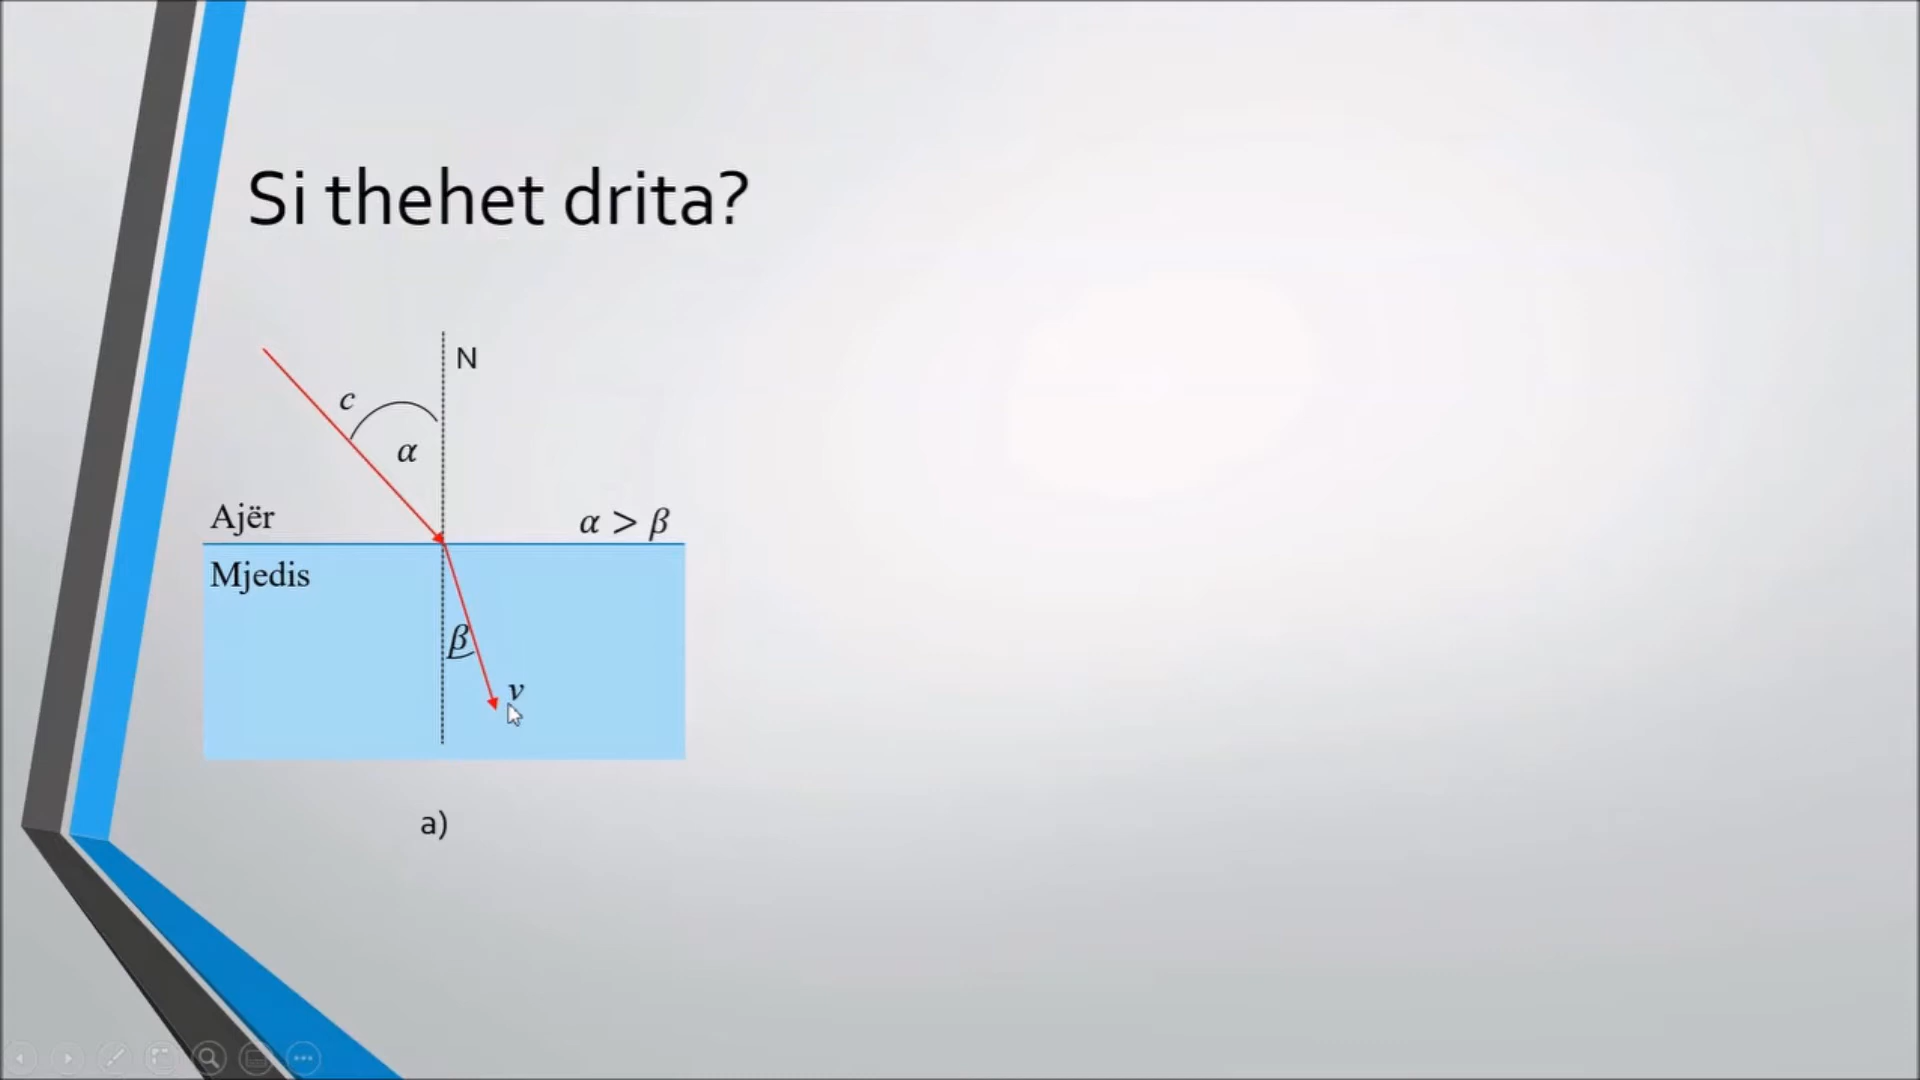 Si thehet drita?
N
c
α
Ajër
α > β
Mjedis
β
v
a)